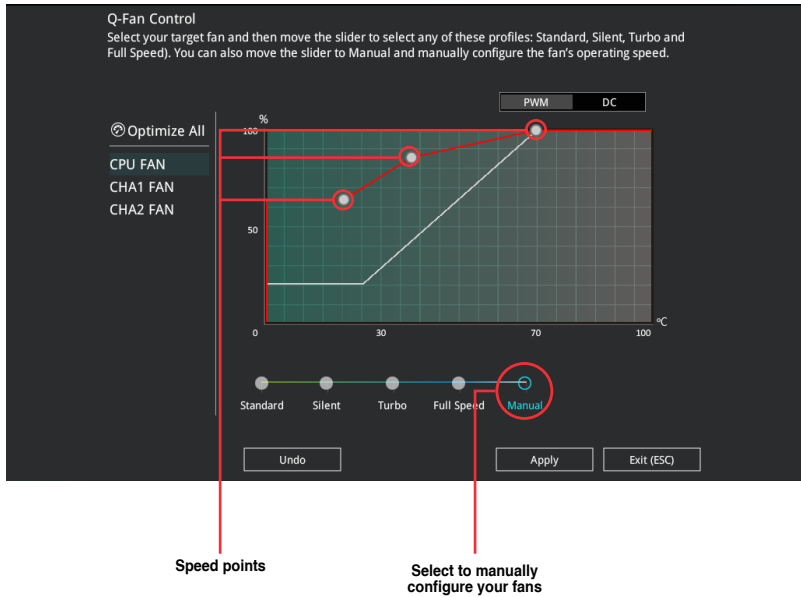 Q-Fan Control
Select your target fan and then move the slider to select any of these profiles: Standard, Silent, Turbo and
Full Speed). You can also move the slider to Manual and manually configure the fan's operating speed.
PWM DC
%
Optimize All
100
CPU FAN
CHA1 FAN
CHA2 FAN
50
°C
0 30 70 100
Standard Silent Turbo Full Speed Manual
Undo Apply Exit (ESC)
Speed points
Select to manually
configure your fans